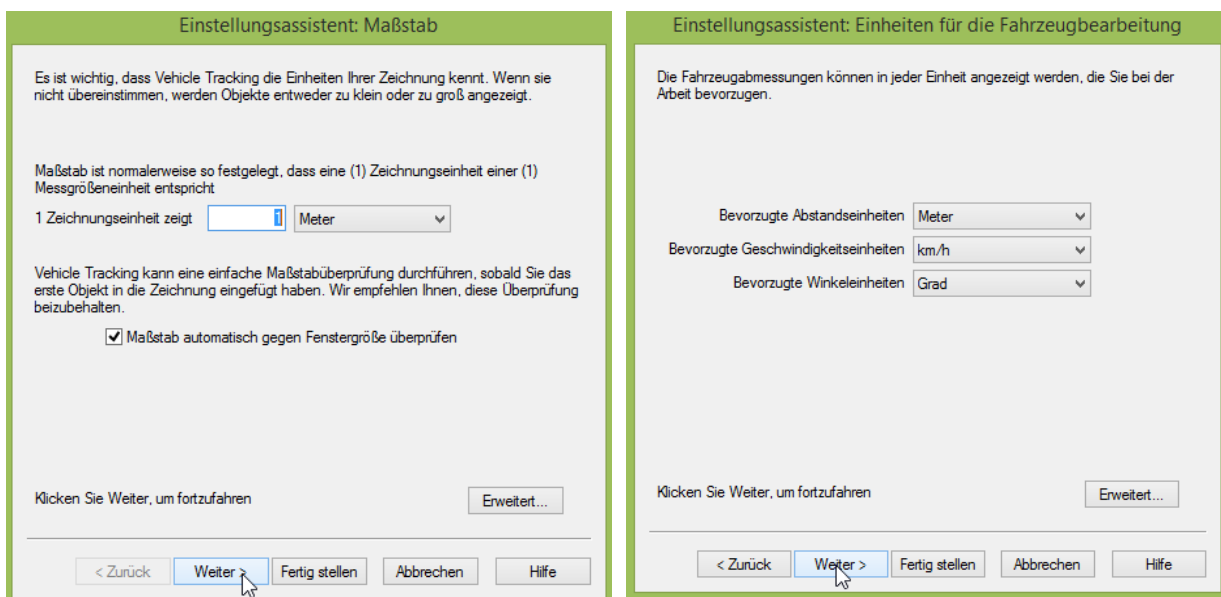 Einstellungsassistent: Maßstab
Es ist wichtig, dass Vehicle Tracking die Einheiten Ihrer Zeichnung kennt. Wenn sie
nicht übereinstimmen, werden Objekte entweder zu klein oder zu groß angezeigt.
Maßstab ist normalerweise so festgelegt, dass eine (1) Zeichnungseinheit einer (1)
Messgrößeneinheit entspricht
1 Zeichnungseinheit zeigt 1 Meter
Vehicle Tracking kann eine einfache Maßstabüberprüfung durchführen, sobald Sie das
erste Objekt in die Zeichnung eingefügt haben. Wir empfehlen Ihnen, diese Überprüfung
beizubehalten.
Maßstab automatisch gegen Fenstergröße überprüfen
Klicken Sie Weiter, um fortzufahren
Erweitert...
< Zurück Weiter > Fertig stellen Abbrechen Hilfe
Einstellungsassistent: Einheiten für die Fahrzeugbearbeitung
Die Fahrzeugabmessungen können in jeder Einheit angezeigt werden, die Sie bei der
Arbeit bevorzugen.
Bevorzugte Abstandseinheiten Meter
Bevorzugte Geschwindigkeitseinheiten km/h
Bevorzugte Winkeleinheiten Grad
Klicken Sie Weiter, um fortzufahren
Erweitert...
< Zurück Weiter > Fertig stellen Abbrechen Hilfe